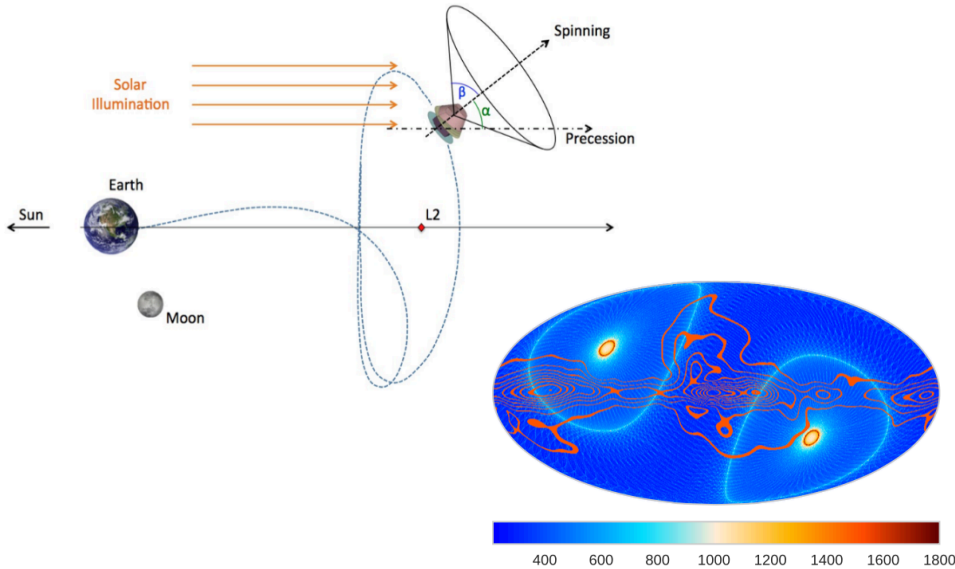 Spinning
β
Solar
Illumination
α
Precession
Earth
Sun
L2
Moon
400 600 800 1000 1200 1400 1600 1800